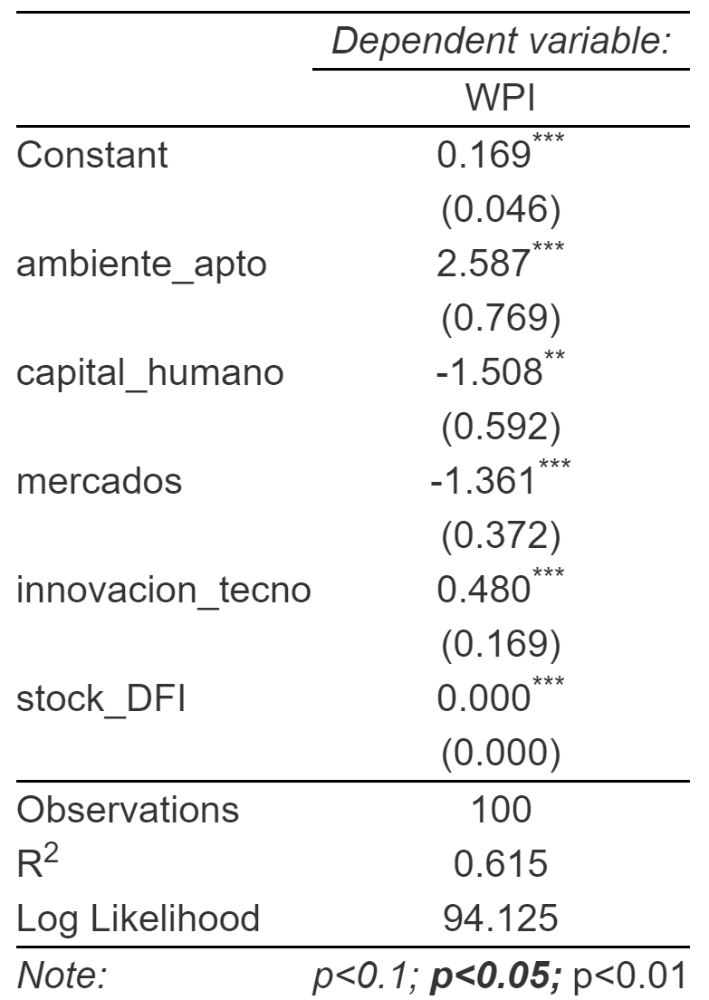 Dependent variable:
WPI
Constant 0.169***
(0.046)
ambiente_apto 2.587***
(0.769)
capital_humano -1.508**
(0.592)
mercados -1.361***
(0.372)
innovacion_tecno 0.480***
(0.169)
stock_DFI 0.000***
(0.000)
Observations 100
R2 0.615
Log Likelihood 94.125
Note: p<0.1; p<0.05; p<0.01